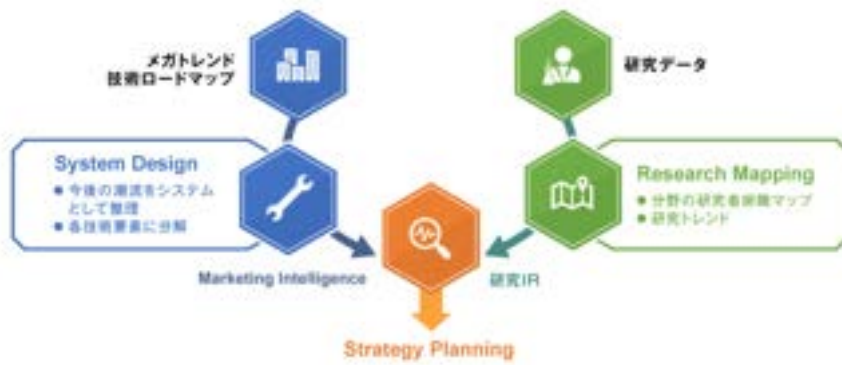 メガトレンド
技術ロードマップ
研究データ
System Design
● 今後の潮流をシステム
として整理
● 各技術要素に分解
Research Mapping
● 分野の研究者
マップ
● 研究トレンド
Marketing Intelligence
研究IR
Strategy Planning